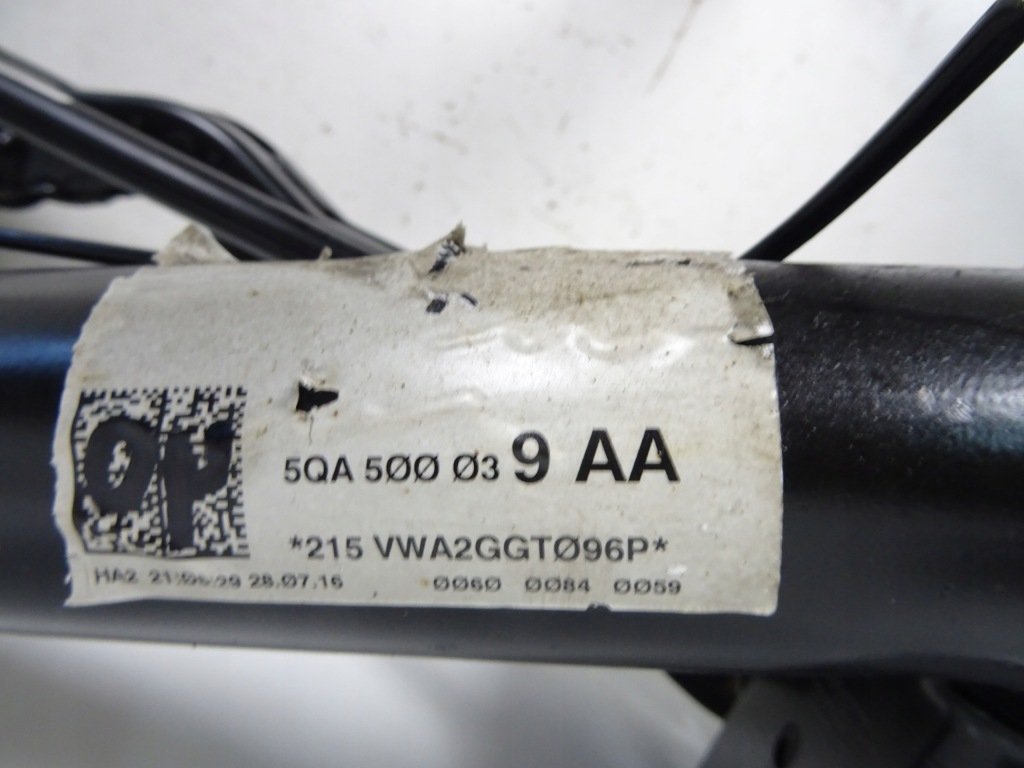 5QA 5ØØ Ø3 9 AA
*215 VWA2GGTØ96P*
HA2 28.07.16 ØØ6Ø ØØ84 ØØ59